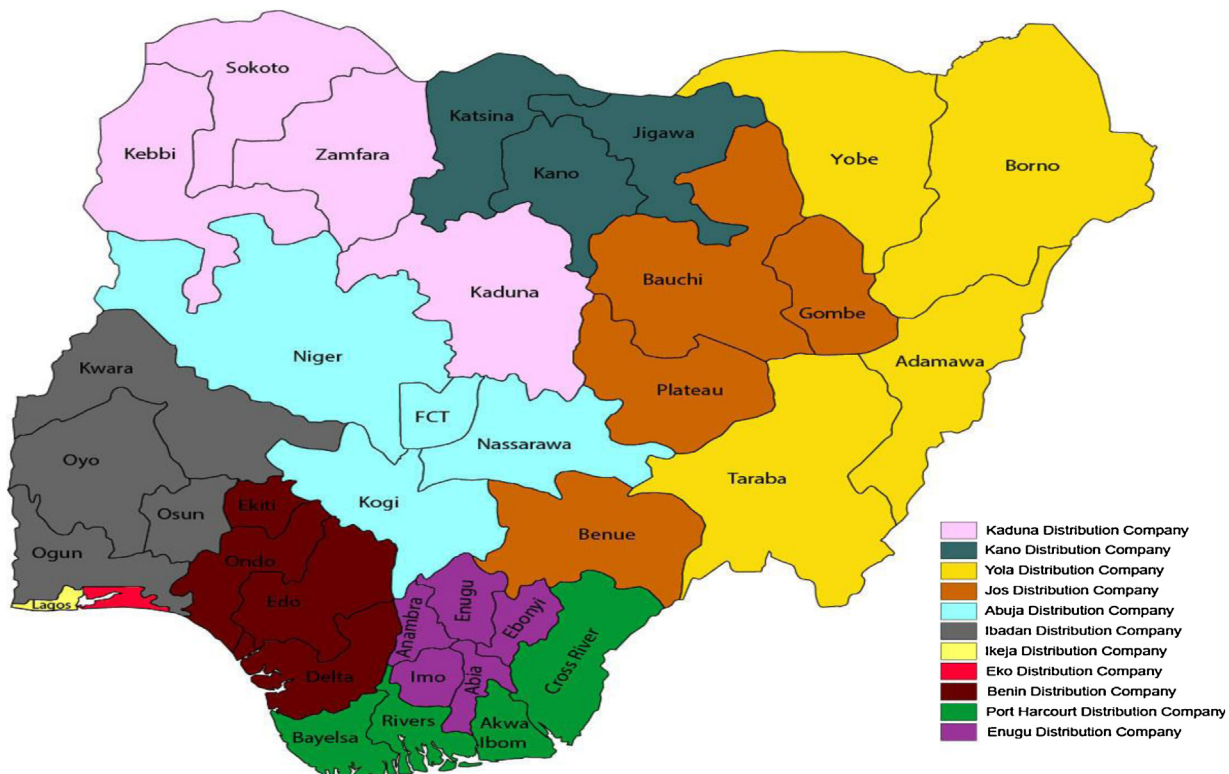 Sokoto
Katsina
Jigawa
Kebbi
Zamfara
Kano
Yobe
Borno
Kaduna
Bauchi
Gombe
Niger
Adamawa
Kwara
Plateau
FCT
Nassarawa
Oyo
Taraba
Kogi
Osun
Ekiti
Benue
Ogun
Ondo
Edo
Lagos
Anambra
Enugu
Ebonyi
Cross River
Delta
Imo
Abia
Rivers
Akwa
Ibom
Bayelsa
Kaduna Distribution Company
Kano Distribution Company
Yola Distribution Company
Jos Distribution Company
Abuja Distribution Company
Ibadan Distribution Company
Ikeja Distribution Company
Eko Distribution Company
Benin Distribution Company
Port Harcourt Distribution Company
Enugu Distribution Company